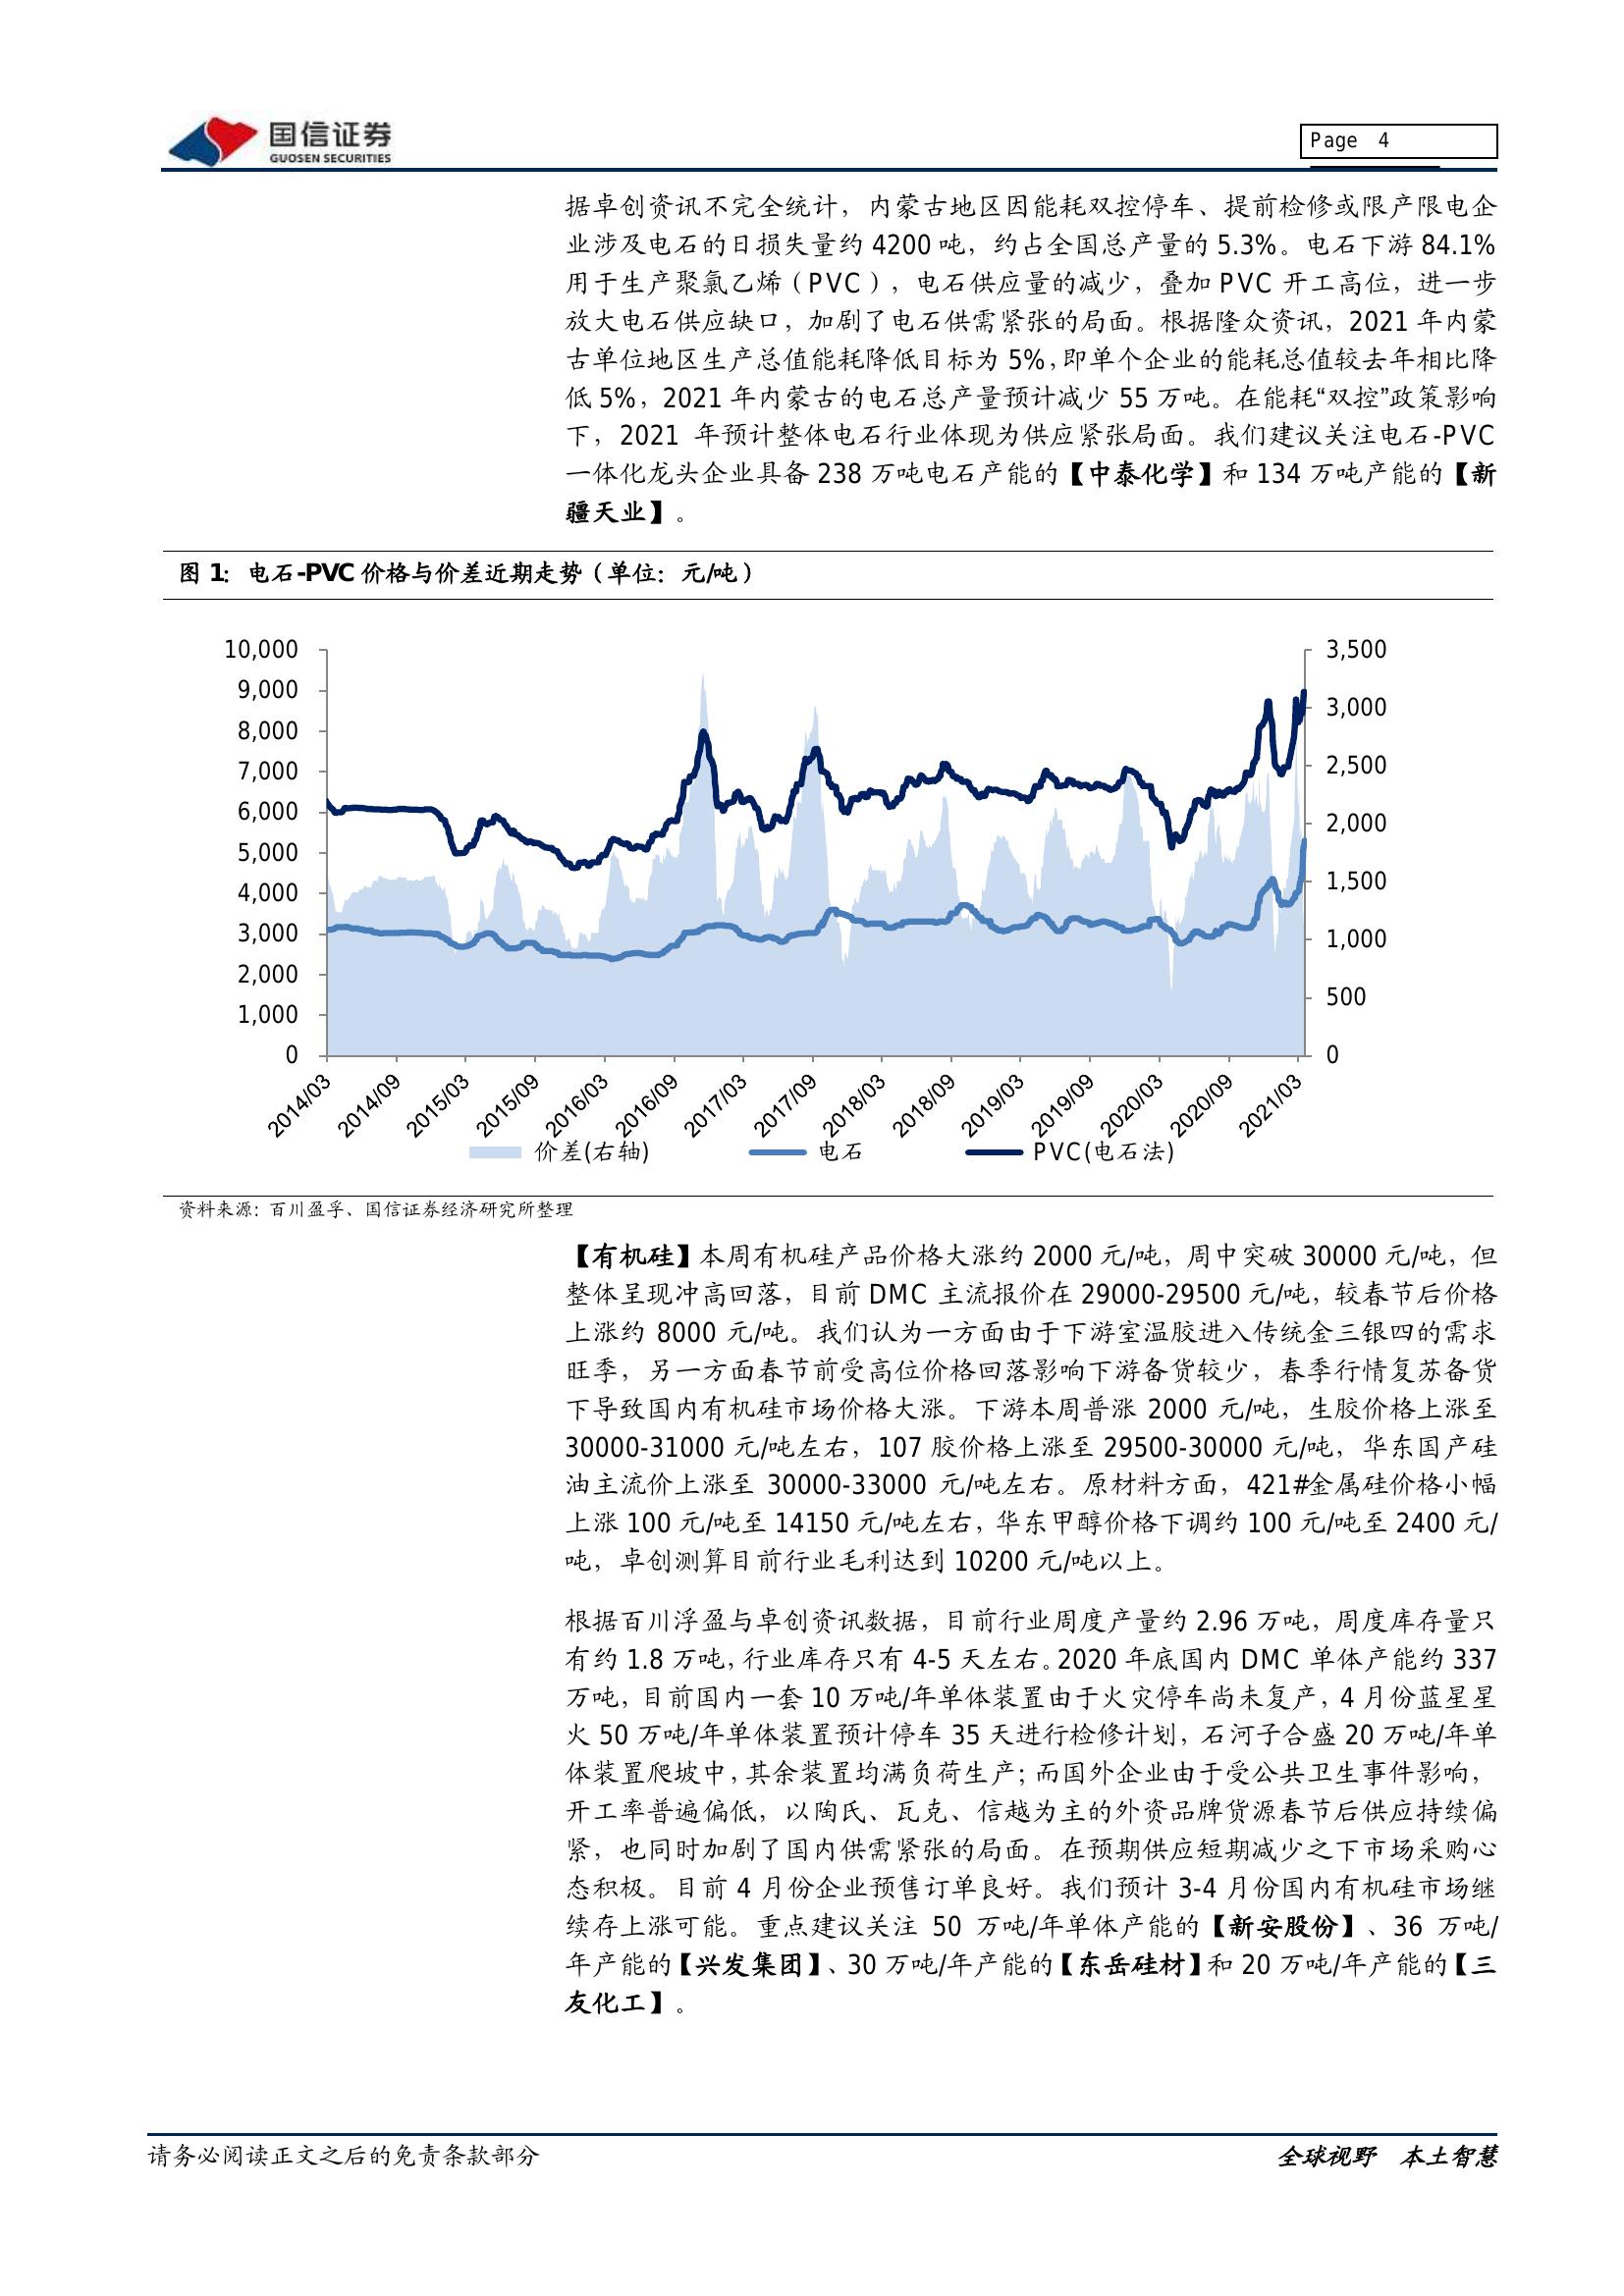 国信证券
GUOSEN SECURITIES
Page 4
据卓创资讯不完全统计，内蒙古地区因能耗双控停车、提前检修或限产限电企
业涉及电石的日损失量约 4200 吨，约占全国总产量的 5.3%。电石下游 84.1%
用于生产聚氯乙烯（PVC），电石供应量的减少，叠加 PVC 开工高位，进一步
放大电石供应缺口，加剧了电石供需紧张的局面。根据隆众资讯，2021 年内蒙
古单位地区生产总值能耗降低目标为 5%，即单个企业的能耗总值较去年相比降
低 5%，2021 年内蒙古的电石总产量预计减少 55 万吨。在能耗“双控”政策影响
下，2021 年预计整体电石行业体现为供应紧张局面。我们建议关注电石-PVC
一体化龙头企业具备 238 万吨电石产能的【中泰化学】和 134 万吨产能的【新
疆天业】。
图 1：电石-PVC 价格与价差近期走势（单位：元/吨）
10,000
9,000
8,000
7,000
6,000
5,000
4,000
3,000
2,000
1,000
0
3,500
3,000
2,500
2,000
1,500
1,000
500
0
2014/03
2014/09
2015/03
2015/09
2016/03
2016/09
2017/03
2017/09
2018/03
2018/09
2019/03
2019/09
2020/03
2020/09
2021/03
价差(右轴) 电石 PVC(电石法)
资料来源：百川盈孚、国信证券经济研究所整理
【有机硅】本周有机硅产品价格大涨约 2000 元/吨，周中突破 30000 元/吨，但
整体呈现冲高回落，目前 DMC 主流报价在 29000-29500 元/吨，较春节后价格
上涨约 8000 元/吨。我们认为一方面由于下游室温胶进入传统金三银四的需求
旺季，另一方面春节前受高位价格回落影响下游备货较少，春季行情复苏备货
下导致国内有机硅市场价格大涨。下游本周普涨 2000 元/吨，生胶价格上涨至
30000-31000 元/吨左右，107 胶价格上涨至 29500-30000 元/吨，华东国产硅
油主流价上涨至 30000-33000 元/吨左右。原材料方面，421#金属硅价格小幅
上涨 100 元/吨至 14150 元/吨左右，华东甲醇价格下调约 100 元/吨至 2400 元/
吨，卓创测算目前行业毛利达到 10200 元/吨以上。
根据百川浮盈与卓创资讯数据，目前行业周度产量约 2.96 万吨，周度库存量只
有约 1.8 万吨，行业库存只有 4-5 天左右。2020 年底国内 DMC 单体产能约 337
万吨，目前国内一套 10 万吨/年单体装置由于火灾停车尚未复产，4 月份蓝星星
火 50 万吨/年单体装置预计停车 35 天进行检修计划，石河子合盛 20 万吨/年单
体装置爬坡中，其余装置均满负荷生产；而国外企业由于受公共卫生事件影响，
开工率普遍偏低，以陶氏、瓦克、信越为主的外资品牌货源春节后供应持续偏
紧，也同时加剧了国内供需紧张的局面。在预期供应短期减少之下市场采购心
态积极。目前 4 月份企业预售订单良好。我们预计 3-4 月份国内有机硅市场继
续存上涨可能。重点建议关注 50 万吨/年单体产能的【新安股份】、36 万吨/
年产能的【兴发集团】、30 万吨/年产能的【东岳硅材】和 20 万吨/年产能的【三
友化工】。
请务必阅读正文之后的免责条款部分
全球视野 本土智慧